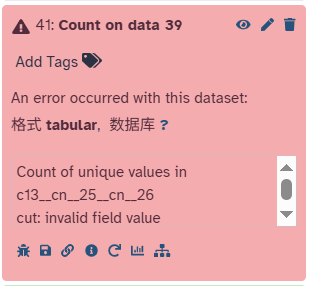 41: Count on data 39
Add Tags
An error occurred with this dataset:
格式 tabular, 数据库 ?
Count of unique values in
c13__cn__25__cn__26
cut: invalid field value